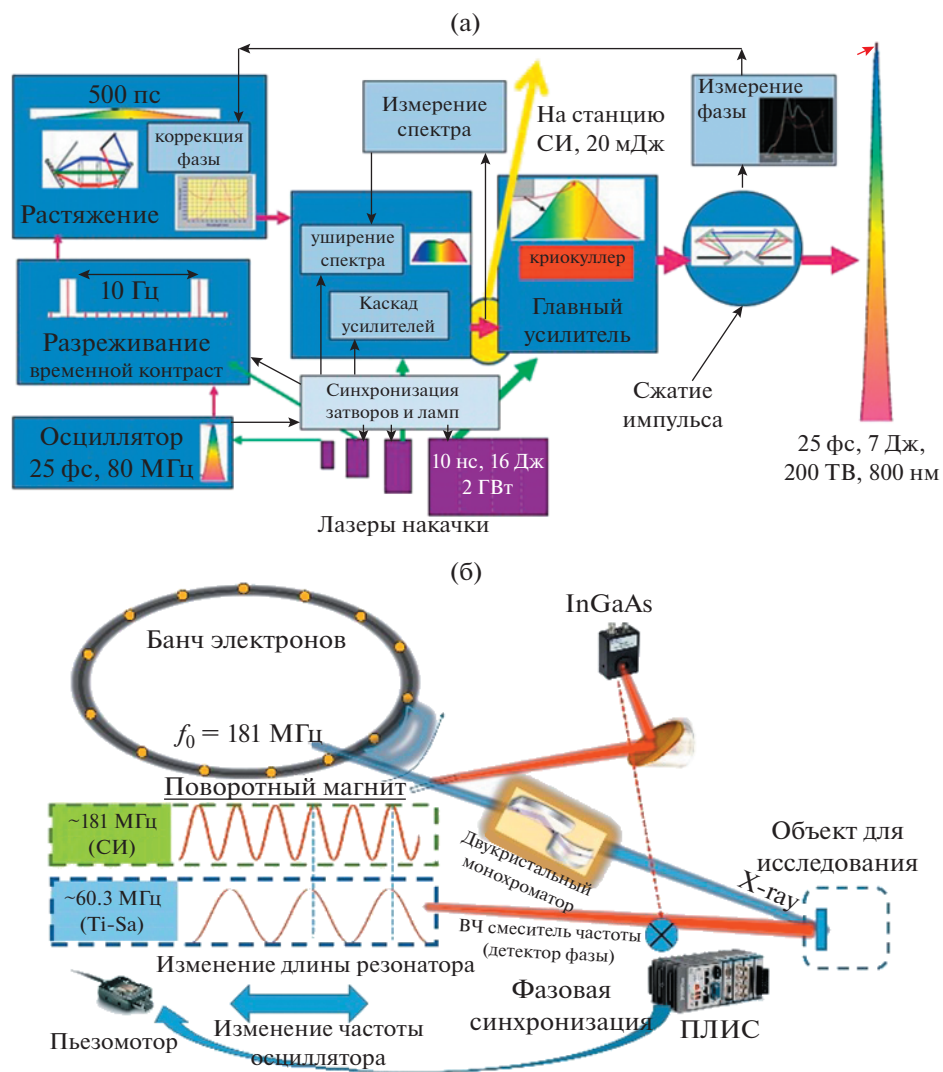 (а)
500 пс
коррекция
фазы
Растяжение
Измерение
спектра
На станцию
СИ, 20 мДж
Измерение
фазы
уширение
спектра
Каскад
усилителей
криокуллер
Главный
усилитель
10 Гц
Разреживание
временной контраст
Синхронизация
затворов и ламп
Сжатие
импульса
Осциллятор
25 фс, 80 МГц
10 нс, 16 Дж
2 ГВт
Лазеры накачки
25 фс, 7 Дж,
200 ТВ, 800 нм
(б)
Банч электронов
InGaAs
f0 = 181 МГц
Поворотный магнит
~181 МГц
(СИ)
~60.3 МГц
(Ti-Sa)
Двукристальный
монохроматор
X-ray
Объект для
исследования
ВЧ смеситель частоты
(детектор фазы)
Изменение длины резонатора
Фазовая
синхронизация
ПЛИС
Изменение частоты
осциллятора
Пьезомотор